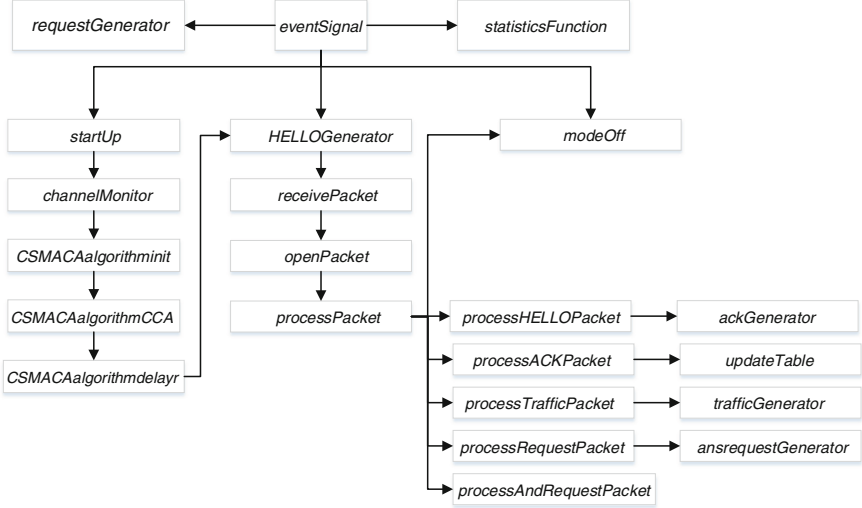 requestGenerator
eventSignal
statisticsFunction
startUp
HELLOGenerator
modeOff
channelMonitor
receivePacket
CSMACAalgorithminit
openPacket
CSMACAalgorithmCCA
processPacket
processHELLOPacket
ackGenerator
CSMACAalgorithmdelayr
processACKPacket
updateTable
processTrafficPacket
trafficGenerator
processRequestPacket
ansrequestGenerator
processAndRequestPacket